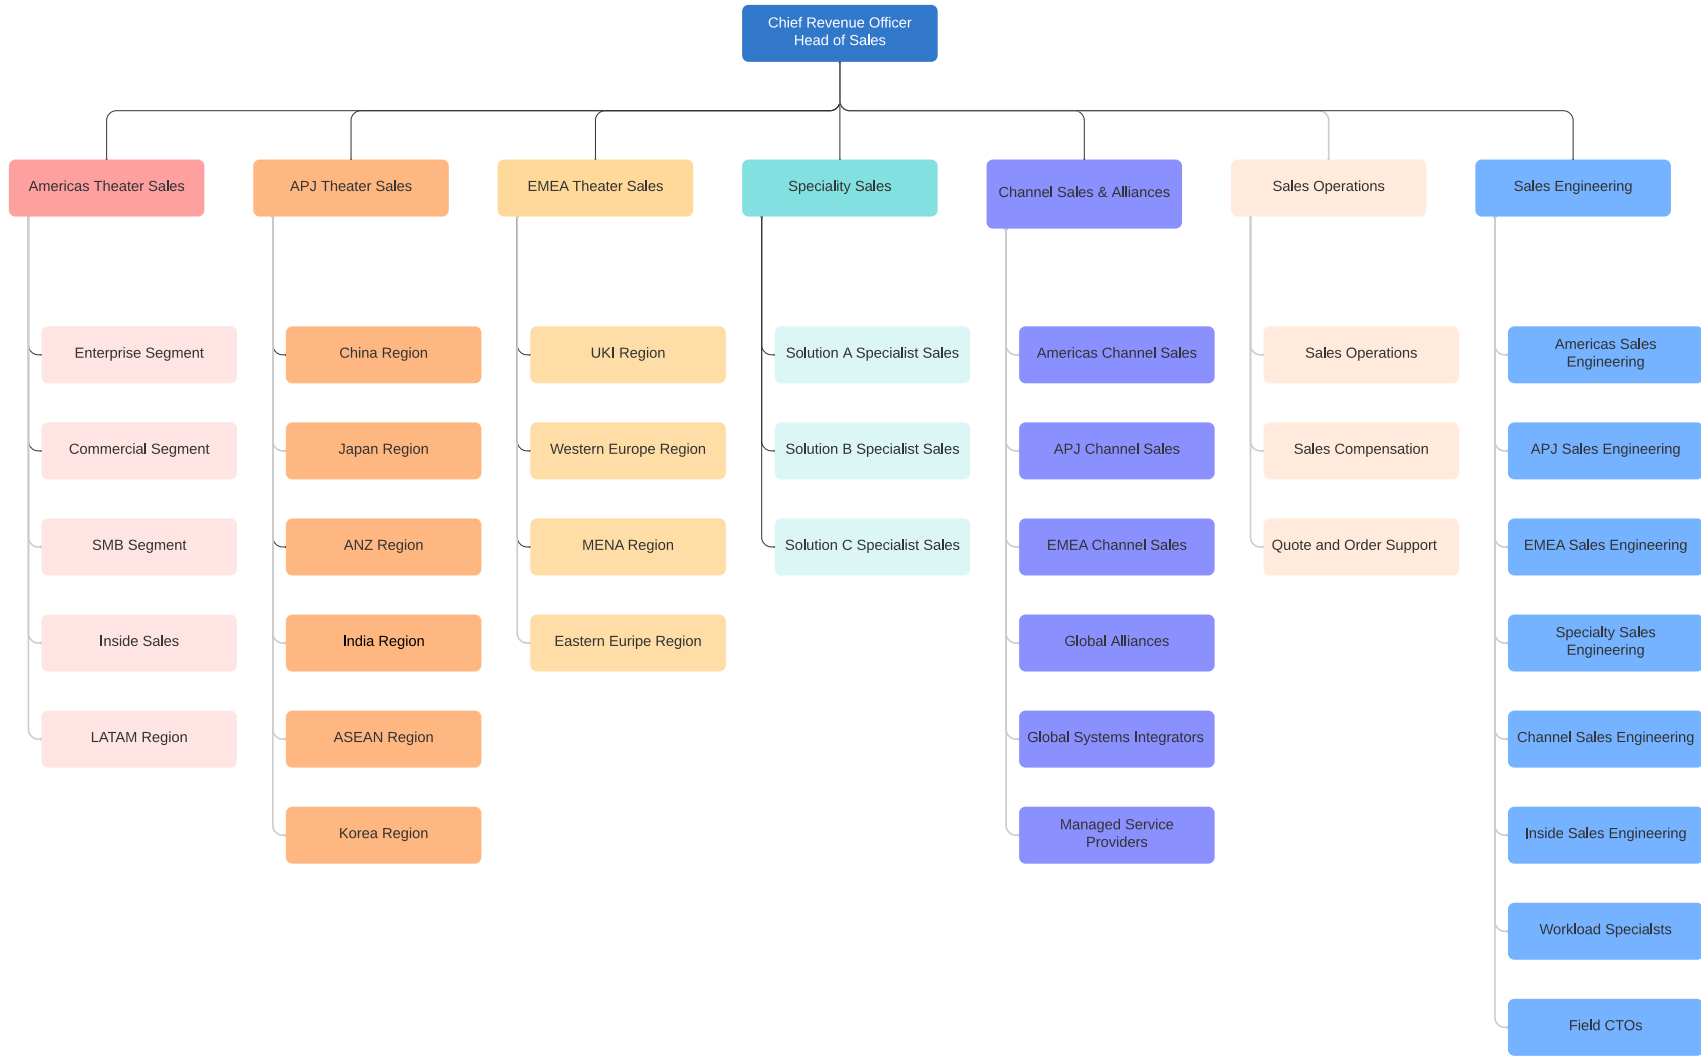 Chief Revenue Officer
Head of Sales
Americas Theater Sales
APJ Theater Sales
EMEA Theater Sales
Speciality Sales
Channel Sales & Alliances
Sales Operations
Sales Engineering
Enterprise Segment
China Region
UKI Region
Solution A Specialist Sales
Americas Channel Sales
Sales Operations
Americas Sales
Engineering
Commercial Segment
Japan Region
Western Europe Region
Solution B Specialist Sales
APJ Channel Sales
Sales Compensation
APJ Sales Engineering
SMB Segment
ANZ Region
MENA Region
Solution C Specialist Sales
EMEA Channel Sales
Quote and Order Support
EMEA Sales Engineering
Inside Sales
India Region
Eastern Euripe Region
Global Alliances
Specialty Sales
Engineering
LATAM Region
ASEAN Region
Global Systems Integrators
Channel Sales Engineering
Korea Region
Managed Service
Providers
Inside Sales Engineering
Workload Specialsts
Field CTOs